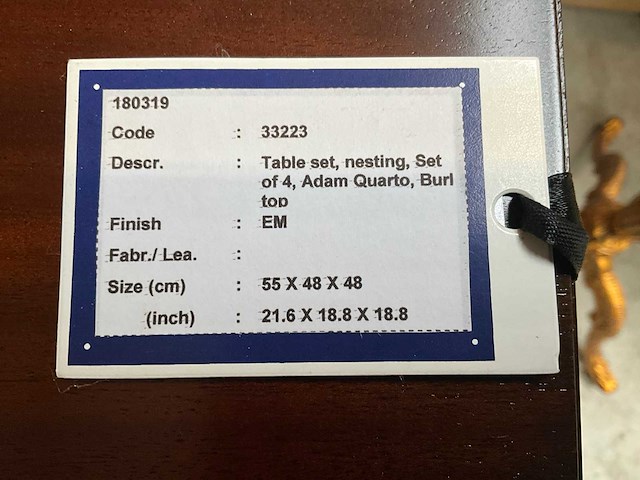 180319
Code : 33223
Descr. : Table set, nesting, Set
of 4, Adam Quarto, Burl
top
Finish : EM
Fabr./ Lea. :
Size (cm) : 55 X 48 X 48
(inch) : 21.6 X 18.8 X 18.8